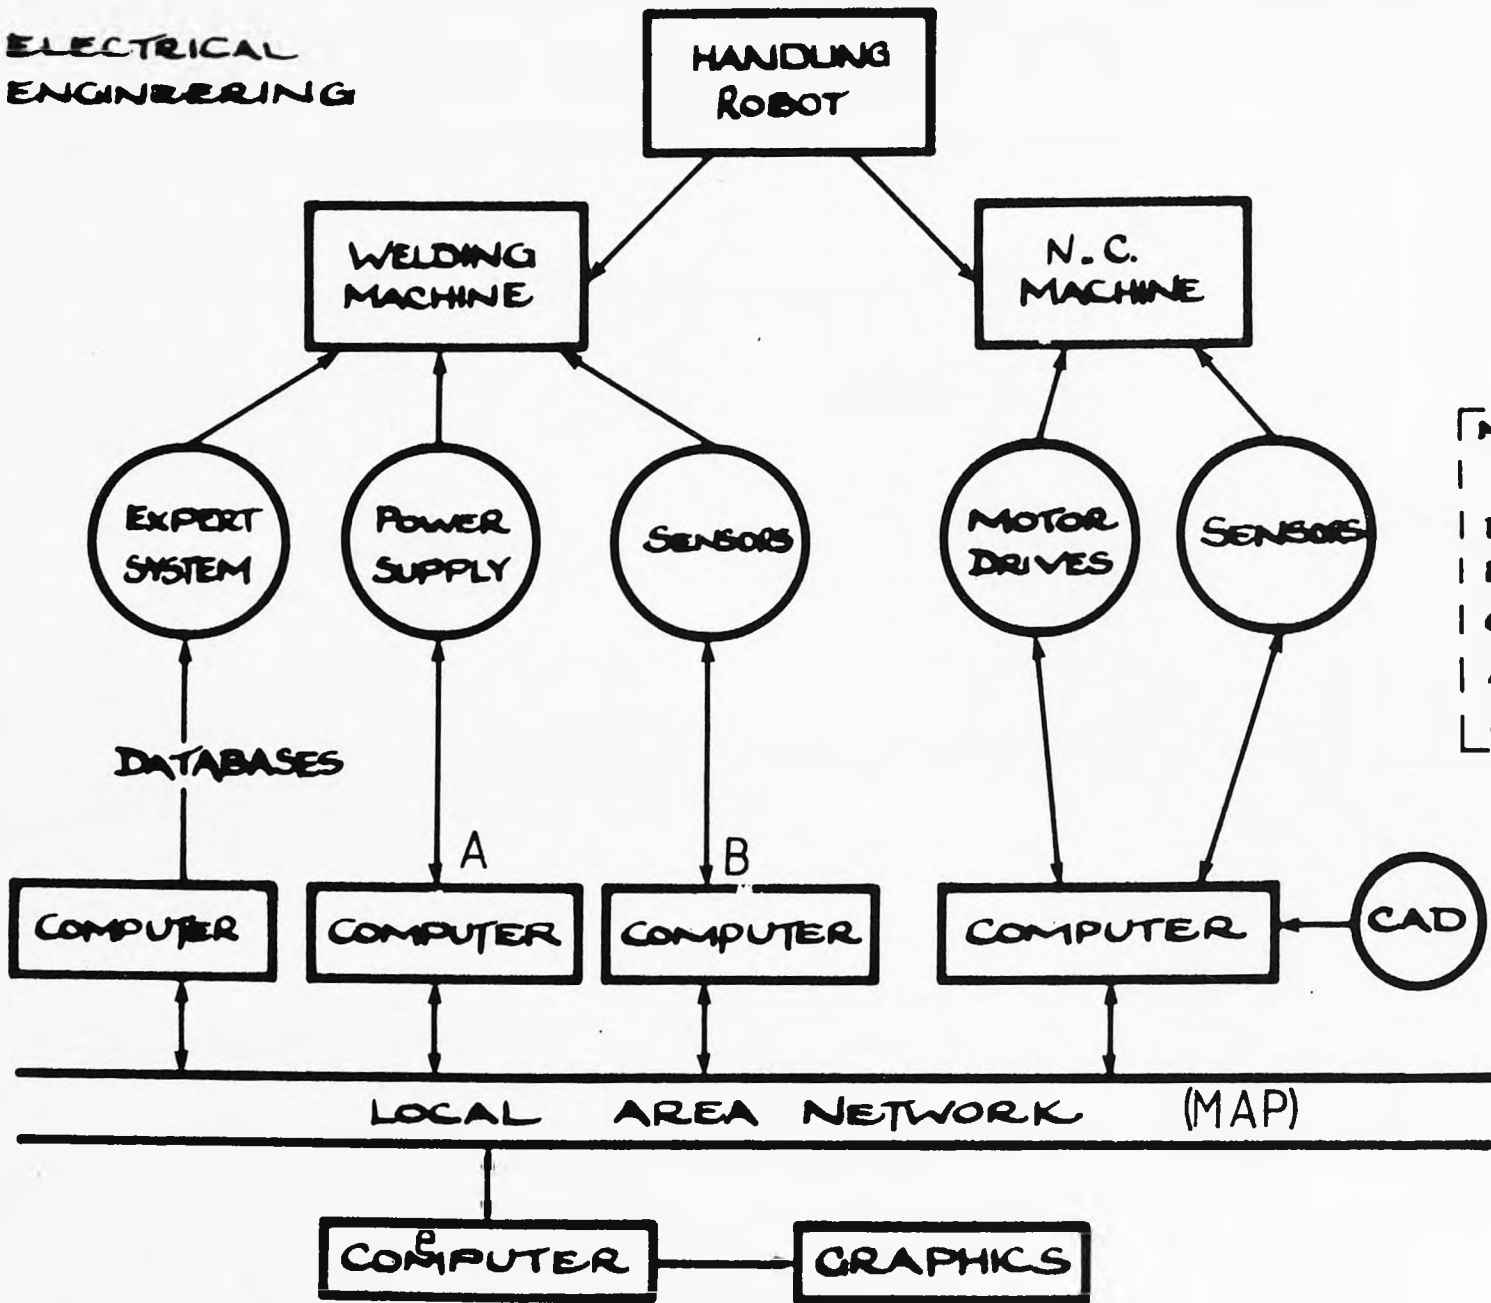 ELECTRICAL
ENGINEERING
HANDLING
ROBOT
WELDING
MACHINE
N.C.
MACHINE
EXPERT
SYSTEM
POWER
SUPPLY
SENSORS
MOTOR
DRIVES
SENSORS
DATABASES
A
B
COMPUTER
COMPUTER
COMPUTER
COMPUTER
CAD
LOCAL AREA NETWORK (MAP)
COMPUTER
GRAPHICS